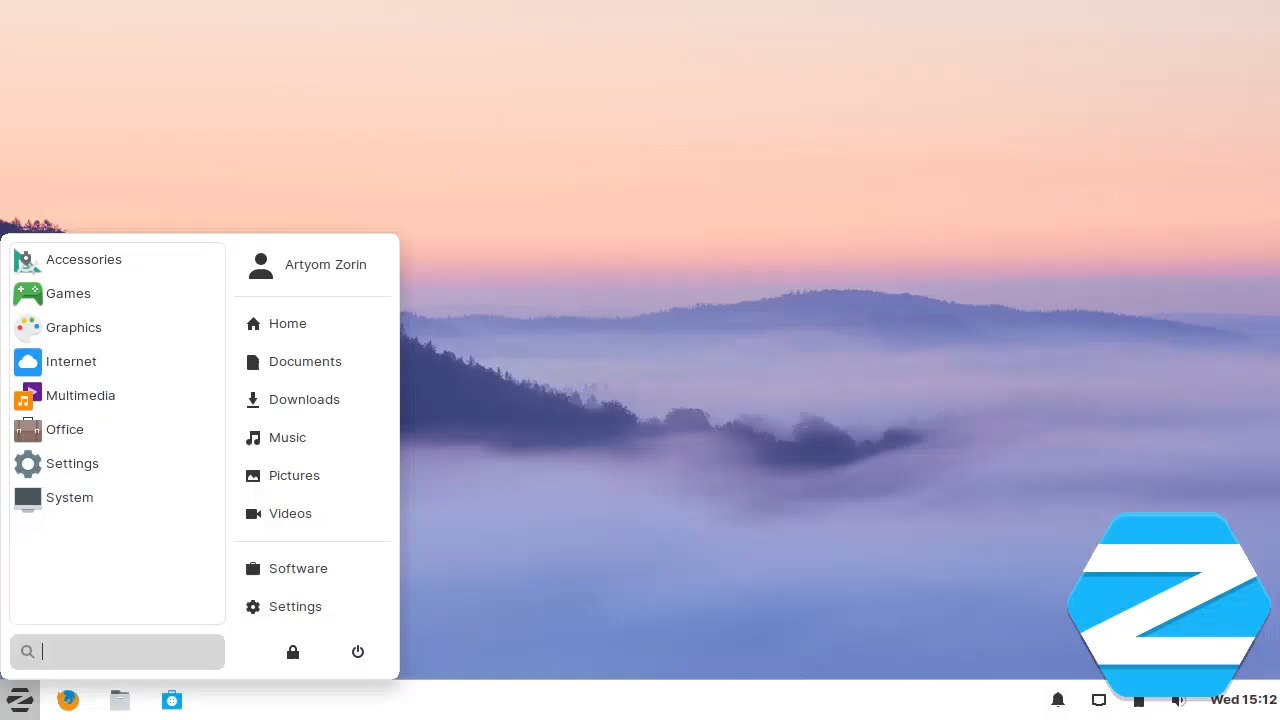 Accessories
Games
Graphics
Internet
Multimedia
Office
Settings
System
Artyom Zorin
Home
Documents
Downloads
Music
Pictures
Videos
Software
Settings
Wed 15:12